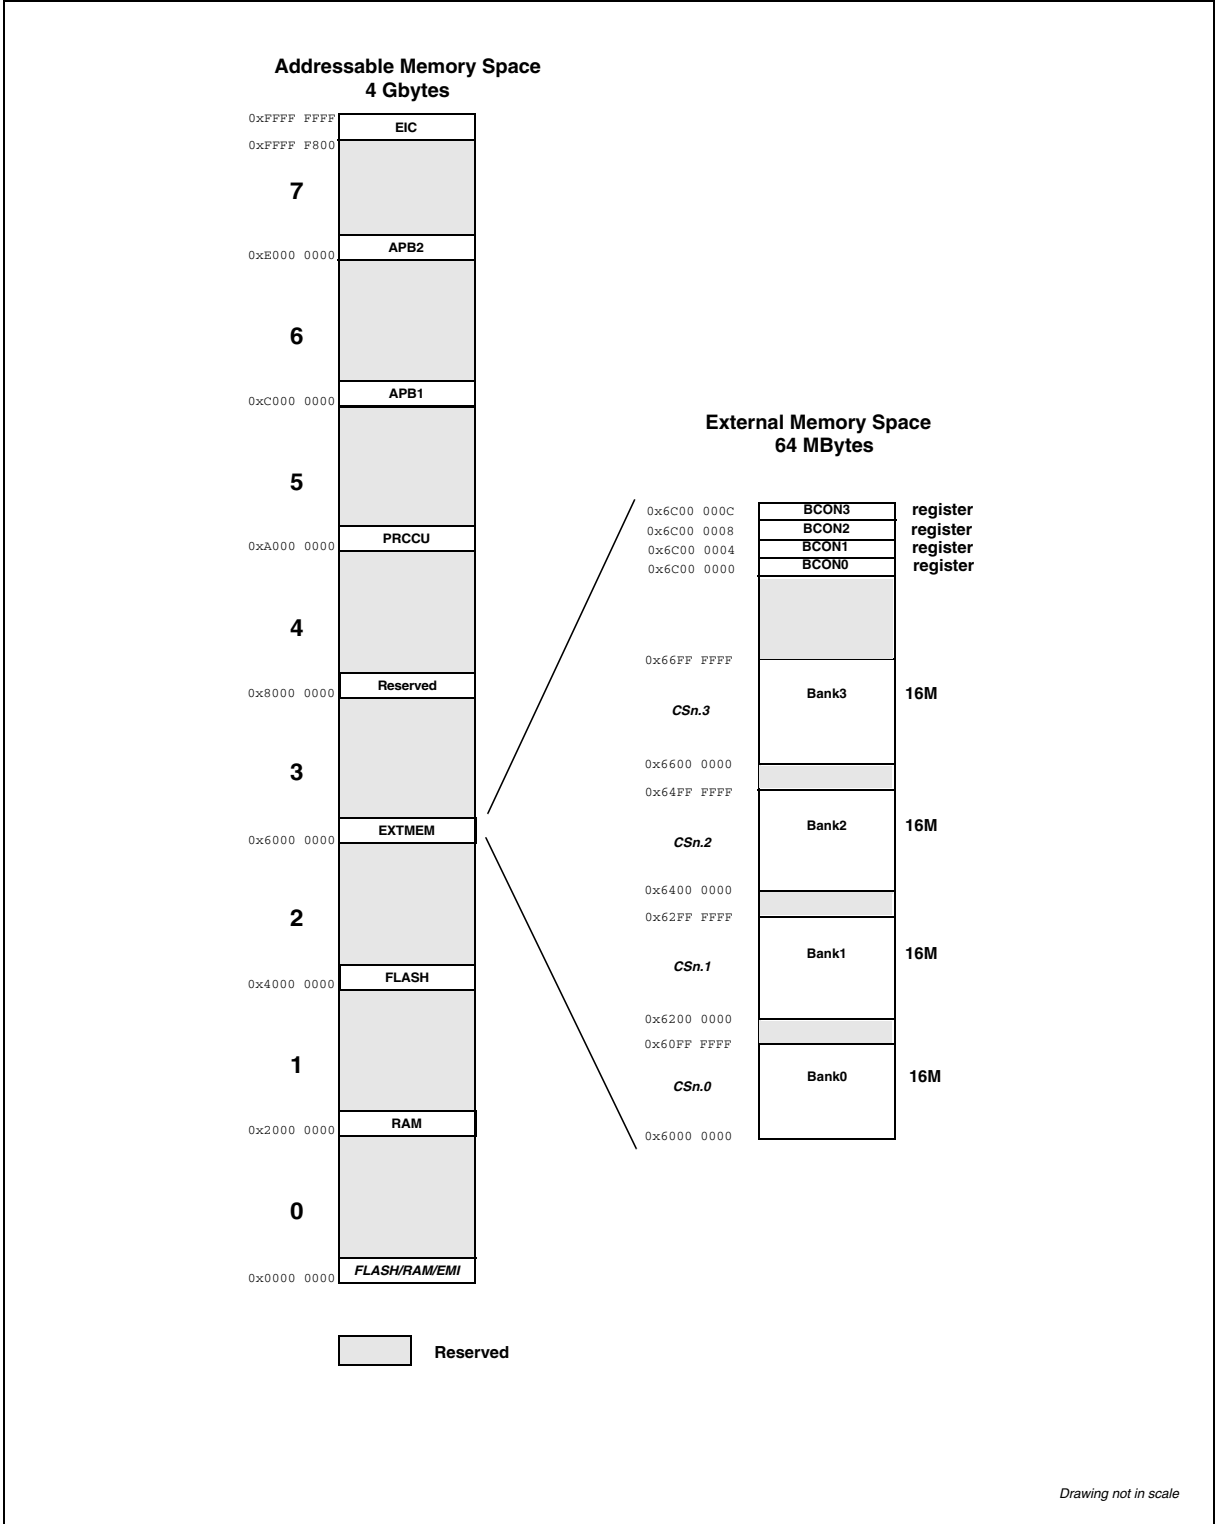 Addressable Memory Space
4 Gbytes
0xFFFF FFFF
EIC
0xFFFF F800
7
APB2
0xE000 0000
6
APB1
0xC000 0000
5
PRCCU
0xA000 0000
4
Reserved
0x8000 0000
3
EXTMEM
0x6000 0000
2
FLASH
0x4000 0000
1
RAM
0x2000 0000
0
FLASH/RAM/EMI
0x0000 0000
Reserved
External Memory Space
64 MBytes
0x6C00 000C BCON3 register
0x6C00 0008 BCON2 register
0x6C00 0004 BCON1 register
0x6C00 0000 BCON0 register
0x66FF FFFF
Bank3 16M
CSn.3
0x6600 0000
0x64FF FFFF
Bank2 16M
CSn.2
0x6400 0000
0x62FF FFFF
Bank1 16M
CSn.1
0x6200 0000
0x60FF FFFF
Bank0 16M
CSn.0
0x6000 0000
Drawing not in scale